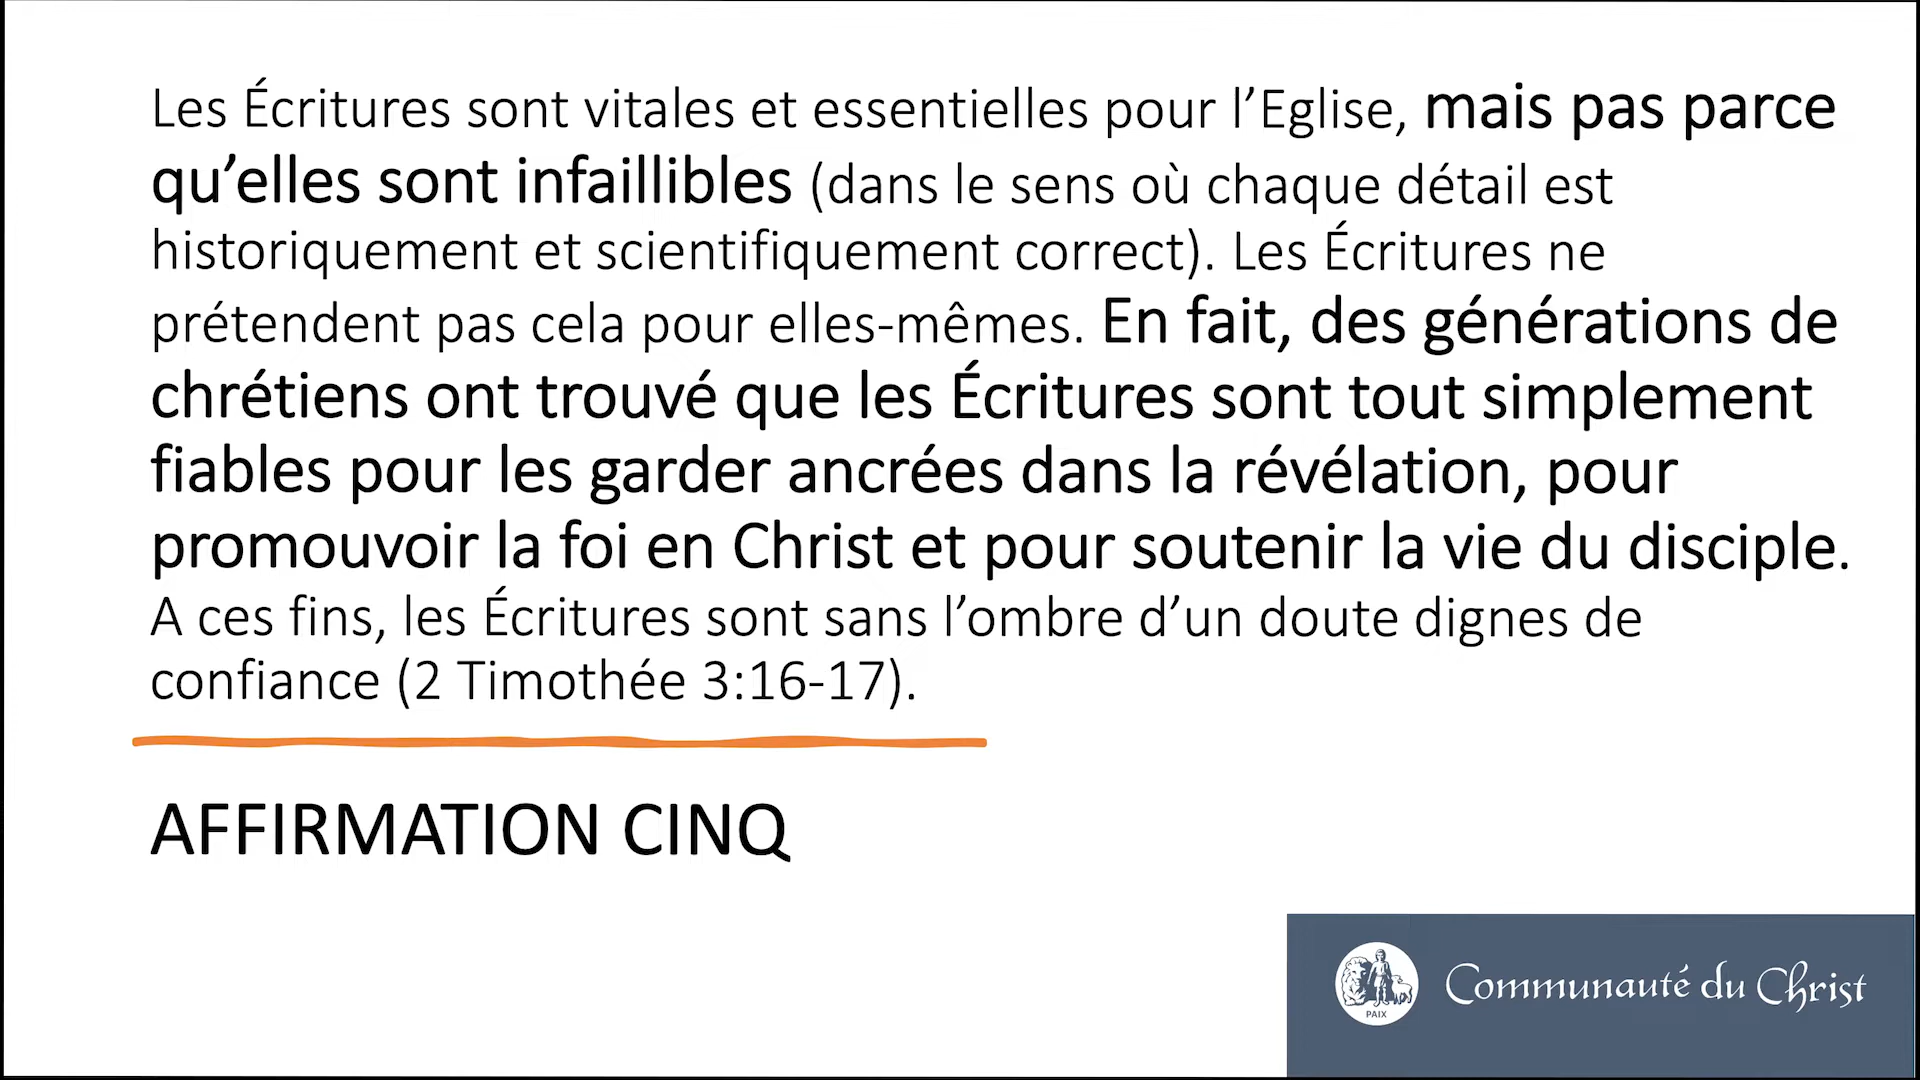 Les Écritures sont vitales et essentielles pour l’Eglise, mais pas parce
qu’elles sont infaillibles (dans le sens où chaque détail est
historiquement et scientifiquement correct). Les Écritures ne
prétendent pas cela pour elles-mêmes. En fait, des générations de
chrétiens ont trouvé que les Écritures sont tout simplement
fiables pour les garder ancrées dans la révélation, pour
promouvoir la foi en Christ et pour soutenir la vie du disciple.
A ces fins, les Écritures sont sans l’ombre d’un doute dignes de
confiance (2 Timothée 3:16-17).
AFFIRMATION CINQ
PAIX
Communauté du Christ